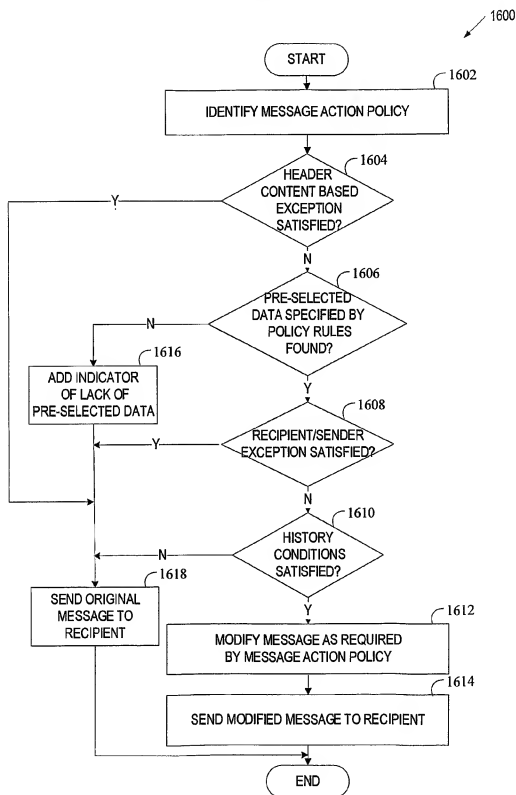 1600
START
1602
IDENTIFY MESSAGE ACTION POLICY
1604
HEADER
CONTENT BASED
EXCEPTION
SATISFIED?
Y
N
1606
PRE-SELECTED
DATA SPECIFIED BY
POLICY RULES
FOUND?
N
Y
1616
ADD INDICATOR
OF LACK OF
PRE-SELECTED DATA
1608
RECIPIENT/SENDER
EXCEPTION SATISFIED?
Y
N
1610
HISTORY
CONDITIONS
SATISFIED?
N
Y
1618
SEND ORIGINAL
MESSAGE TO
RECIPIENT
1612
MODIFY MESSAGE AS REQUIRED
BY MESSAGE ACTION POLICY
1614
SEND MODIFIED MESSAGE TO RECIPIENT
END